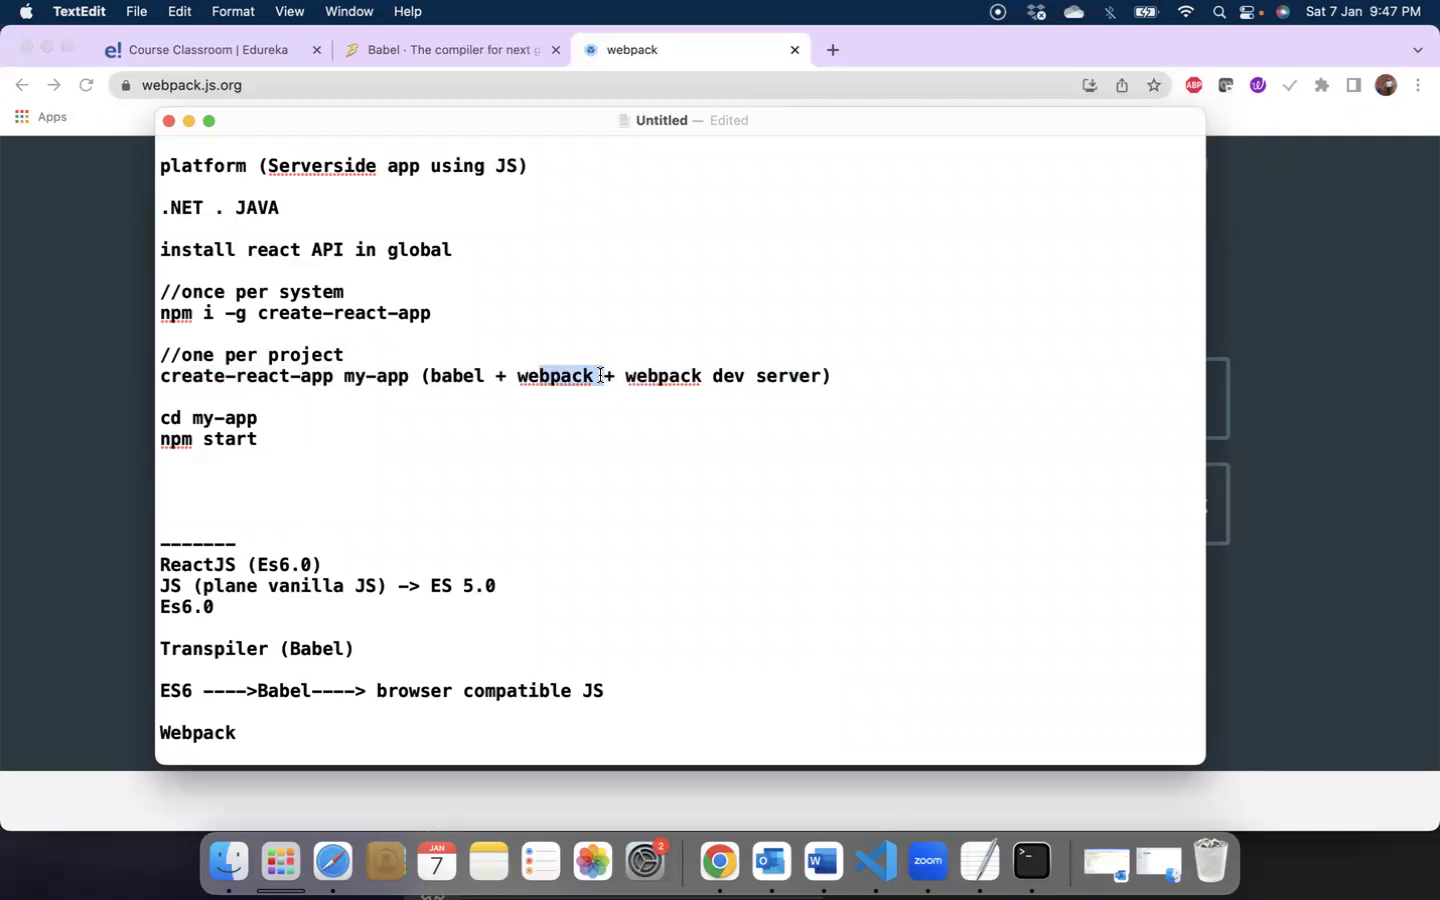 TextEdit File Edit Format View Window Help Sat 7 Jan 9:47 PM
Course Classroom | Edureka Babel · The compiler for next g webpack
webpack.js.org
ABP
Apps
Untitled — Edited
platform (Serverside app using JS)
.NET . JAVA
install react API in global
//once per system
npm i -g create-react-app
//one per project
create-react-app my-app (babel + webpack + webpack dev server)
cd my-app
npm start
-------
ReactJS (Es6.0)
JS (plane vanilla JS) -> ES 5.0
Es6.0
Transpiler (Babel)
ES6 ---->Babel----> browser compatible JS
Webpack
JAN
7
2
zoom